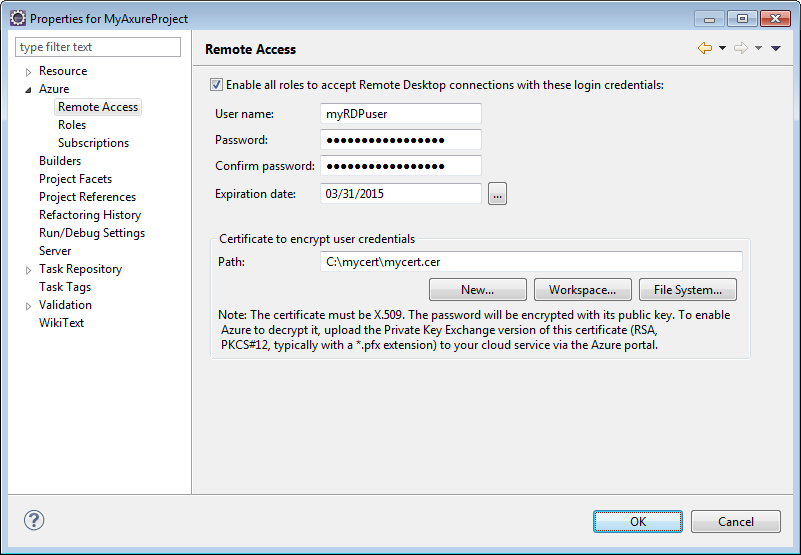 Properties for MyAxureProject
type filter text
Resource
Azure
Remote Access
Roles
Subscriptions
Builders
Project Facets
Project References
Refactoring History
Run/Debug Settings
Server
Task Repository
Task Tags
Validation
WikiText
Remote Access
Enable all roles to accept Remote Desktop connections with these login credentials:
User name: myRDPuser
Password: ●●●●●●●●●●●●●●●●●
Confirm password: ●●●●●●●●●●●●●●●●●
Expiration date: 03/31/2015 ...
Certificate to encrypt user credentials
Path: C:\mycert\mycert.cer
New... Workspace... File System...
Note: The certificate must be X.509. The password will be encrypted with its public key. To enable
Azure to decrypt it, upload the Private Key Exchange version of this certificate (RSA,
PKCS#12, typically with a *.pfx extension) to your cloud service via the Azure portal.
? OK Cancel